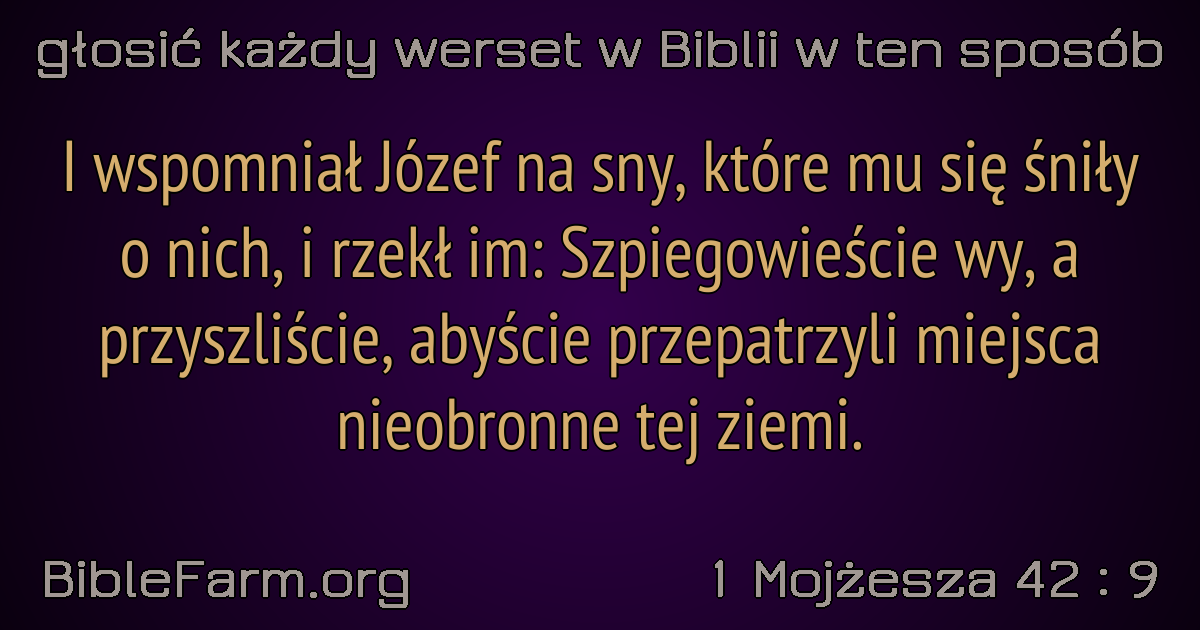 głosić każdy werset w Biblii w ten sposób
I wspomniał Józef na sny, które mu się śniły
o nich, i rzekł im: Szpiegowieście wy, a
przyszliście, abyście przepatrzyli miejsca
nieobronne tej ziemi.
BibleFarm.org
1 Mojżesza 42 : 9